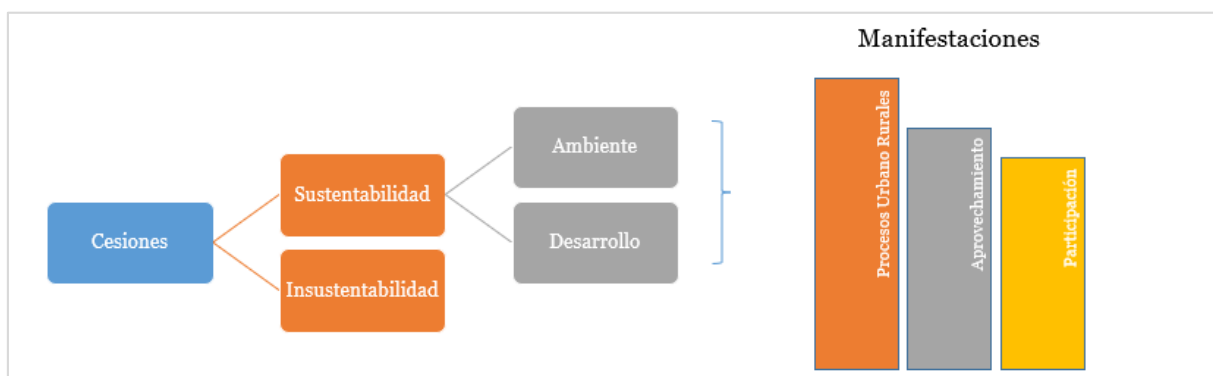 Manifestaciones
Cesiones
Sustentabilidad
Insustentabilidad
Ambiente
Desarrollo
Procesos Urbano Rurales
Aprovechamiento
Participación